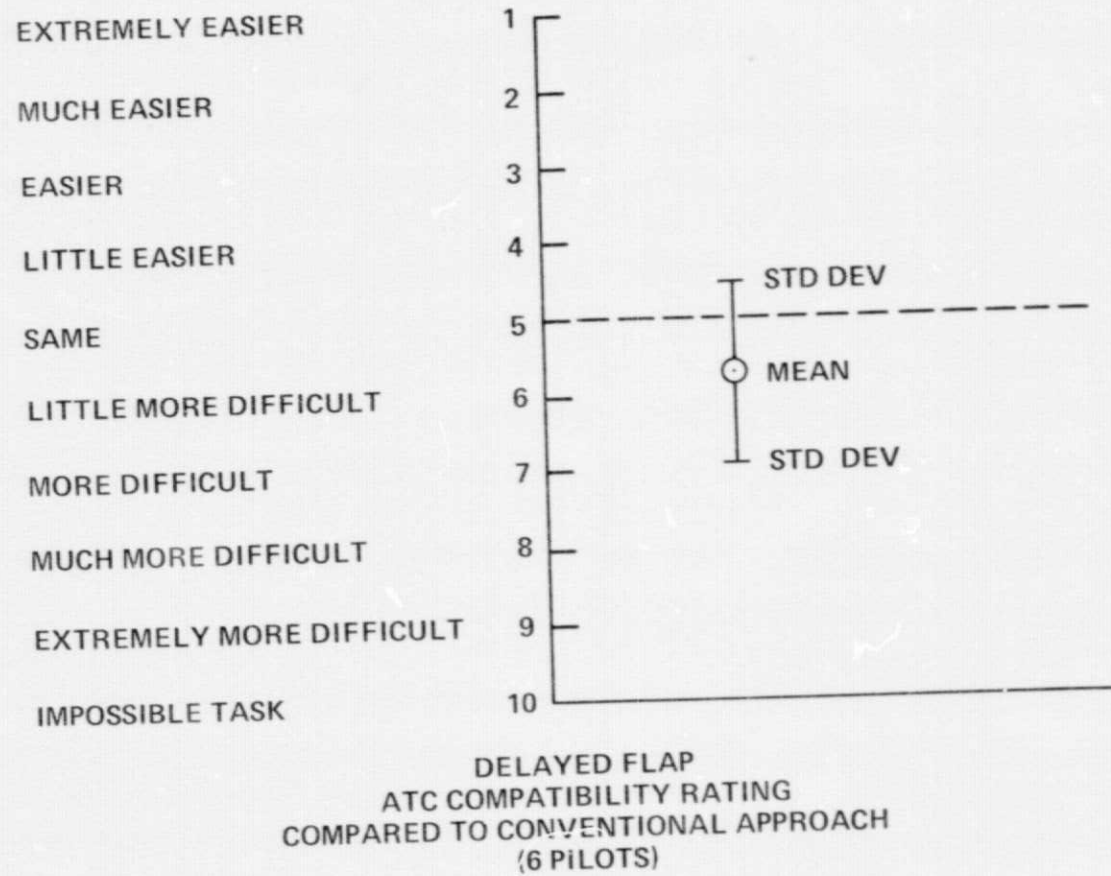 EXTREMELY EASIER 1
MUCH EASIER 2
EASIER 3
LITTLE EASIER 4
STD DEV
SAME 5
MEAN
LITTLE MORE DIFFICULT 6
STD DEV
MORE DIFFICULT 7
MUCH MORE DIFFICULT 8
EXTREMELY MORE DIFFICULT 9
IMPOSSIBLE TASK 10
DELAYED FLAP
ATC COMPATIBILITY RATING
COMPARED TO CONVENTIONAL APPROACH
(6 PILOTS)